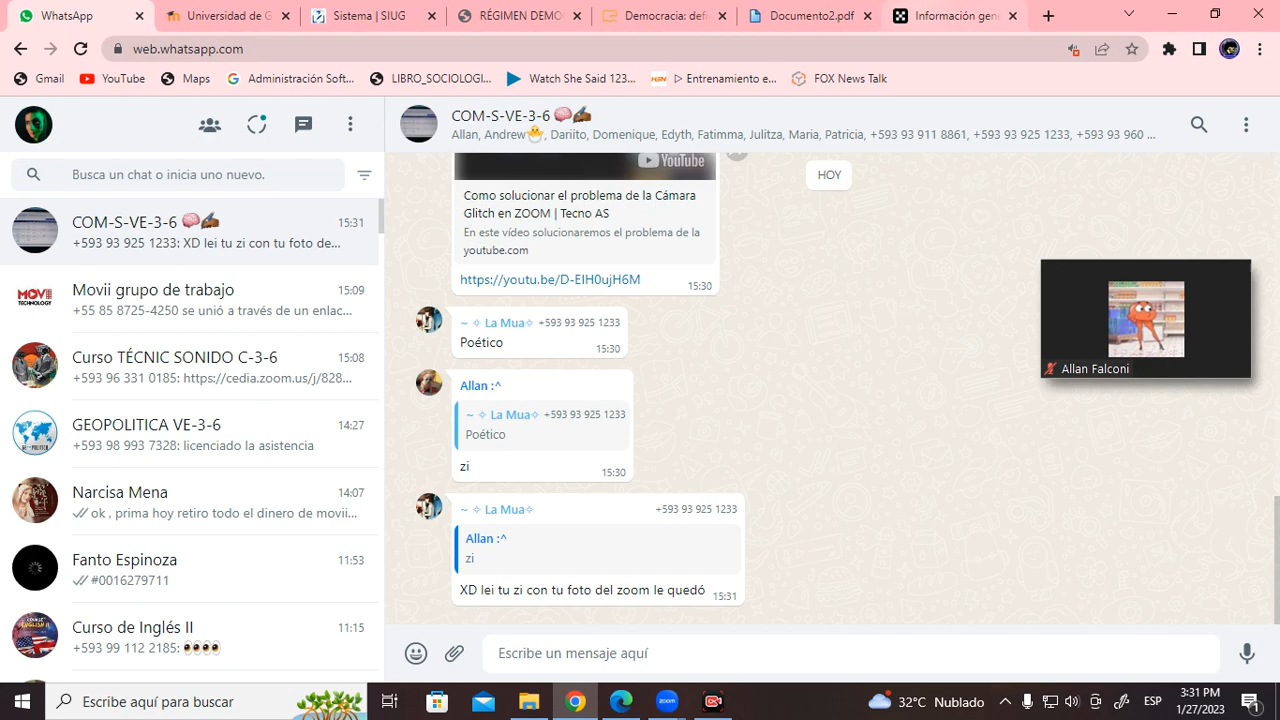 WhatsApp
Universidad de G
Sistema | SIUG
RÉGIMEN DEMO
Democracia: defi
Documento2.pdf
Información gene
web.whatsapp.com
Gmail
YouTube
Maps
Administración Soft...
LIBRO_SOCIOLOGI...
Watch She Said 123...
▷ Entrenamiento e...
FOX News Talk
COM-S-VE-3-6 🧠✍🏾
Allan, Andrew🐣, Dariito, Domenique, Edyth, Fatimma, Julitza, Maria, Patricia, +593 93 911 8861, +593 93 925 1233, +593 93 960 ...
Busca un chat o inicia uno nuevo.
COM-S-VE-3-6 🧠✍🏾
15:31
+593 93 925 1233: XD lei tu zi con tu foto de...
MOVII
TECHNOLOGY
Movii grupo de trabajo
15:09
+55 85 8725-4250 se unió a través de un enlac...
Curso TÉCNIC SONIDO C-3-6
15:08
+593 96 331 0185: https://cedia.zoom.us/j/828...
GEOPOLITICA VE-3-6
14:27
+593 98 993 7328: licenciado la asistencia
Narcisa Mena
14:07
ok , prima hoy retiro todo el dinero de movii...
Fanto Espinoza
11:53
#0016279711
Curso de Inglés II
11:15
+593 99 112 2185: 👀👀
HOY
YouTube
Como solucionar el problema de la Cámara
Glitch en ZOOM | Tecno AS
En este vídeo solucionaremos el problema de la
youtube.com
https://youtu.be/D-EIH0ujH6M
15:30
~ ✧ La Mua✧ +593 93 925 1233
Poético
15:30
Allan :^
~ ✧ La Mua✧ +593 93 925 1233
Poético
zi
15:30
~ ✧ La Mua✧ +593 93 925 1233
Allan :^
zi
XD lei tu zi con tu foto del zoom le quedó
15:31
Allan Falconi
Escribe un mensaje aquí
Escribe aquí para buscar
zoom
32°C Nublado
ESP
3:31 PM
1/27/2023
1